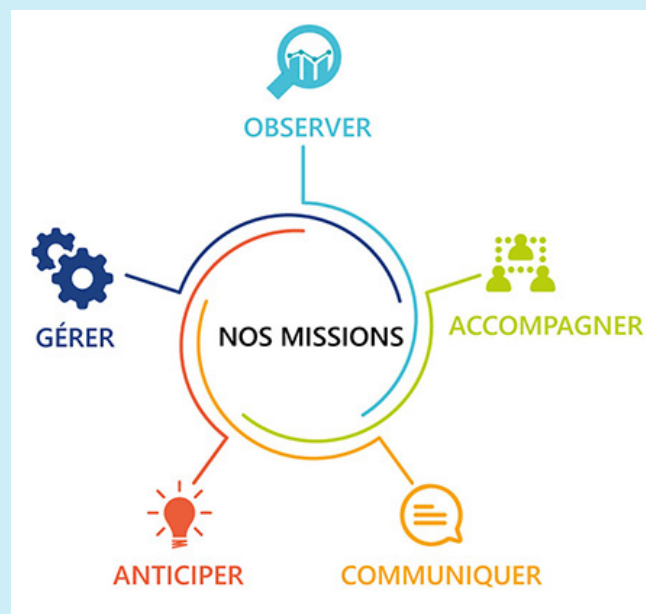 OBSERVER
GÉRER
NOS MISSIONS
ACCOMPAGNER
ANTICIPER
COMMUNIQUER